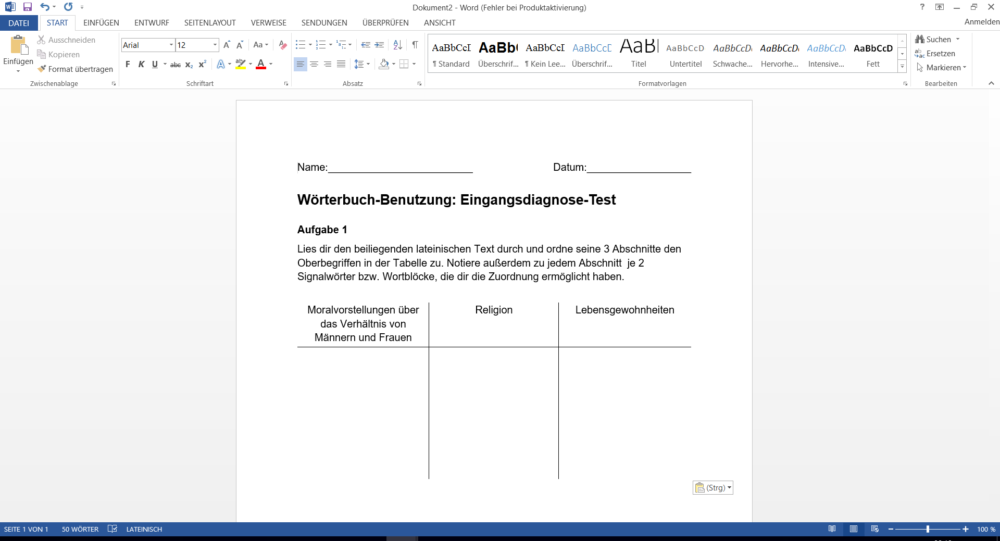 Dokument2 - Word (Fehler bei Produktaktivierung)
DATEI START EINFÜGEN ENTWURF SEITENLAYOUT VERWEISE SENDUNGEN ÜBERPRÜFEN ANSICHT Anmelden
Einfügen
Ausschneiden
Kopieren
Format übertragen
Zwischenablage
Arial 12
Schriftart
Absatz
AaBbCcI AaBb( AaBbCcI AaBbCcD AaBl AaBbCcD AaBbCcD AaBbCcD AaBbCcD AaBbCcD
¶ Standard Überschrif... ¶ Kein Lee... Überschrif... Titel Untertitel Schwache... Hervorhe... Intensive... Fett
Formatvorlagen
Suchen
Ersetzen
Markieren
Bearbeiten
Name:_________________________ Datum:__________________
Wörterbuch-Benutzung: Eingangsdiagnose-Test
Aufgabe 1
Lies dir den beiliegenden lateinischen Text durch und ordne seine 3 Abschnitte den
Oberbegriffen in der Tabelle zu. Notiere außerdem zu jedem Abschnitt je 2
Signalwörter bzw. Wortblöcke, die dir die Zuordnung ermöglicht haben.
Moralvorstellungen über
das Verhältnis von
Männern und Frauen
Religion
Lebensgewohnheiten
(Strg)
SEITE 1 VON 1 50 WÖRTER LATEINISCH 100 %